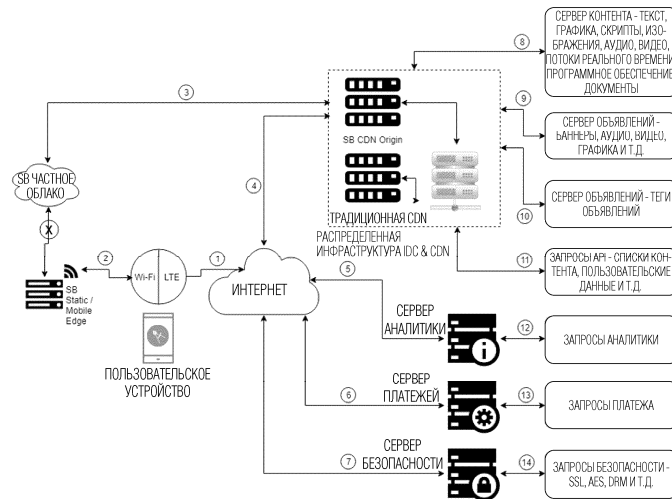 СЕРВЕР КОНТЕНТА - ТЕКСТ,
ГРАФИКА, СКРИПТЫ, ИЗО-
БРАЖЕНИЯ, АУДИО, ВИДЕО,
ПОТОКИ РЕАЛЬНОГО ВРЕМЕНИ
ПРОГРАММНОЕ ОБЕСПЕЧЕНИЕ
ДОКУМЕНТЫ
8
3
9
SB CDN Origin
СЕРВЕР ОБЪЯВЛЕНИЙ -
БАННЕРЫ, АУДИО, ВИДЕО,
ГРАФИКА И Т.Д.
SB ЧАСТНОЕ
ОБЛАКО
4
X
ТРАДИЦИОННАЯ CDN
10
СЕРВЕР ОБЪЯВЛЕНИЙ - ТЕГИ
ОБЪЯВЛЕНИЙ
РАСПРЕДЕЛЕННАЯ
ИНФРАСТРУКТУРА IDC & CDN
2
1
11
ЗАПРОСЫ API - СПИСКИ КОН-
ТЕНТА, ПОЛЬЗОВАТЕЛЬСКИЕ
ДАННЫЕ И Т.Д.
Wi-Fi
LTE
ИНТЕРНЕТ
5
SB
Static /
Mobile
Edge
СЕРВЕР
АНАЛИТИКИ
12
ЗАПРОСЫ АНАЛИТИКИ
ПОЛЬЗОВАТЕЛЬСКОЕ
УСТРОЙСТВО
6
СЕРВЕР
ПЛАТЕЖЕЙ
13
ЗАПРОСЫ ПЛАТЕЖА
7
СЕРВЕР
БЕЗОПАСНОСТИ
14
ЗАПРОСЫ БЕЗОПАСНОСТИ -
SSL, AES, DRM И Т.Д.